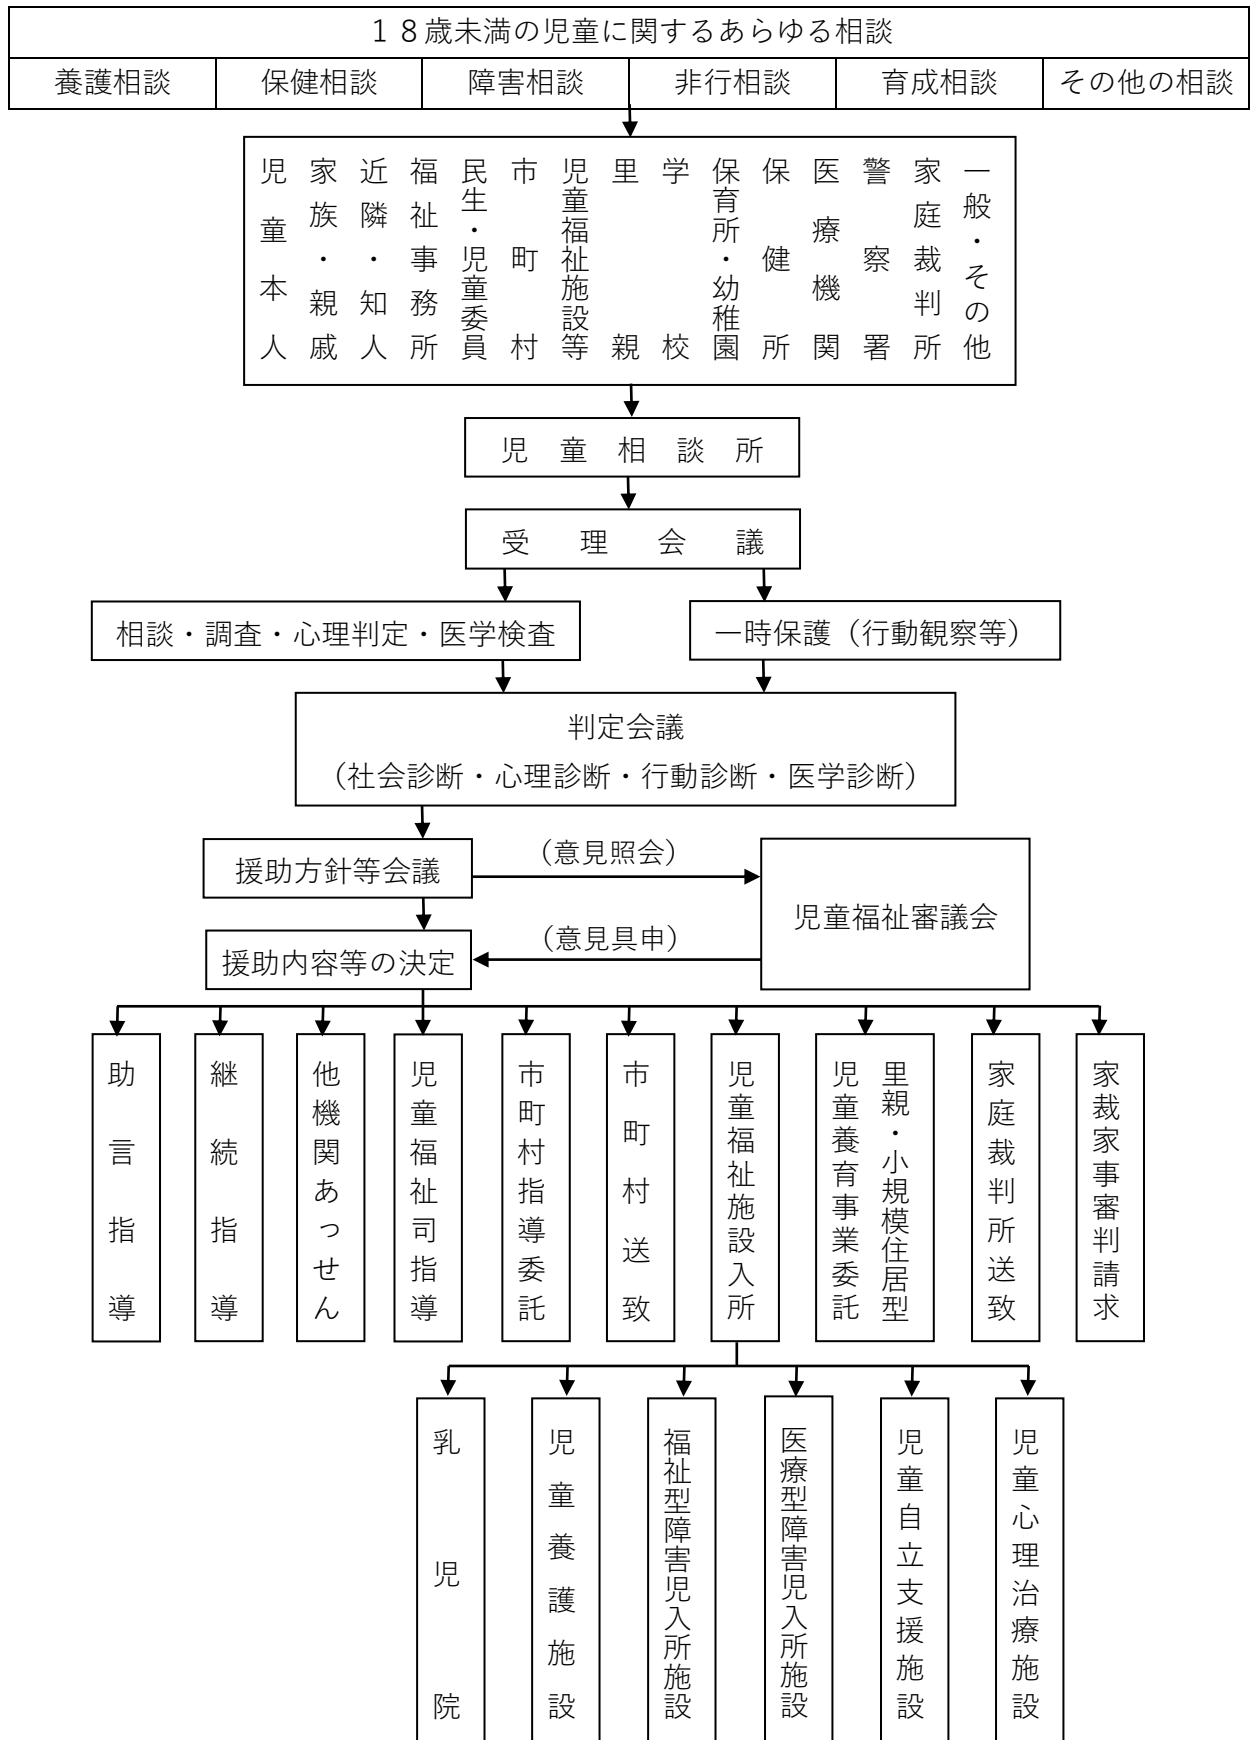 １８歳未満の児童に関するあらゆる相談
養護相談
保健相談
障害相談
非行相談
育成相談
その他の相談
児童本人
家族・親戚
近隣・知人
福祉事務所
民生・児童委員
市町村
児童福祉施設等
里親
学校
保育所・幼稚園
保健所
医療機関
警察署
家庭裁判所
一般・その他
児童相談所
受理会議
相談・調査・心理判定・医学検査
一時保護（行動観察等）
判定会議
（社会診断・心理診断・行動診断・医学診断）
援助方針等会議
（意見照会）
児童福祉審議会
（意見具申）
援助内容等の決定
助言指導
継続指導
他機関あっせん
児童福祉司指導
市町村指導委託
市町村送致
児童福祉施設入所
里親・小規模住居型
児童養育事業委託
家庭裁判所送致
家裁家事審判請求
乳児院
児童養護施設
福祉型障害児入所施設
医療型障害児入所施設
児童自立支援施設
児童心理治療施設